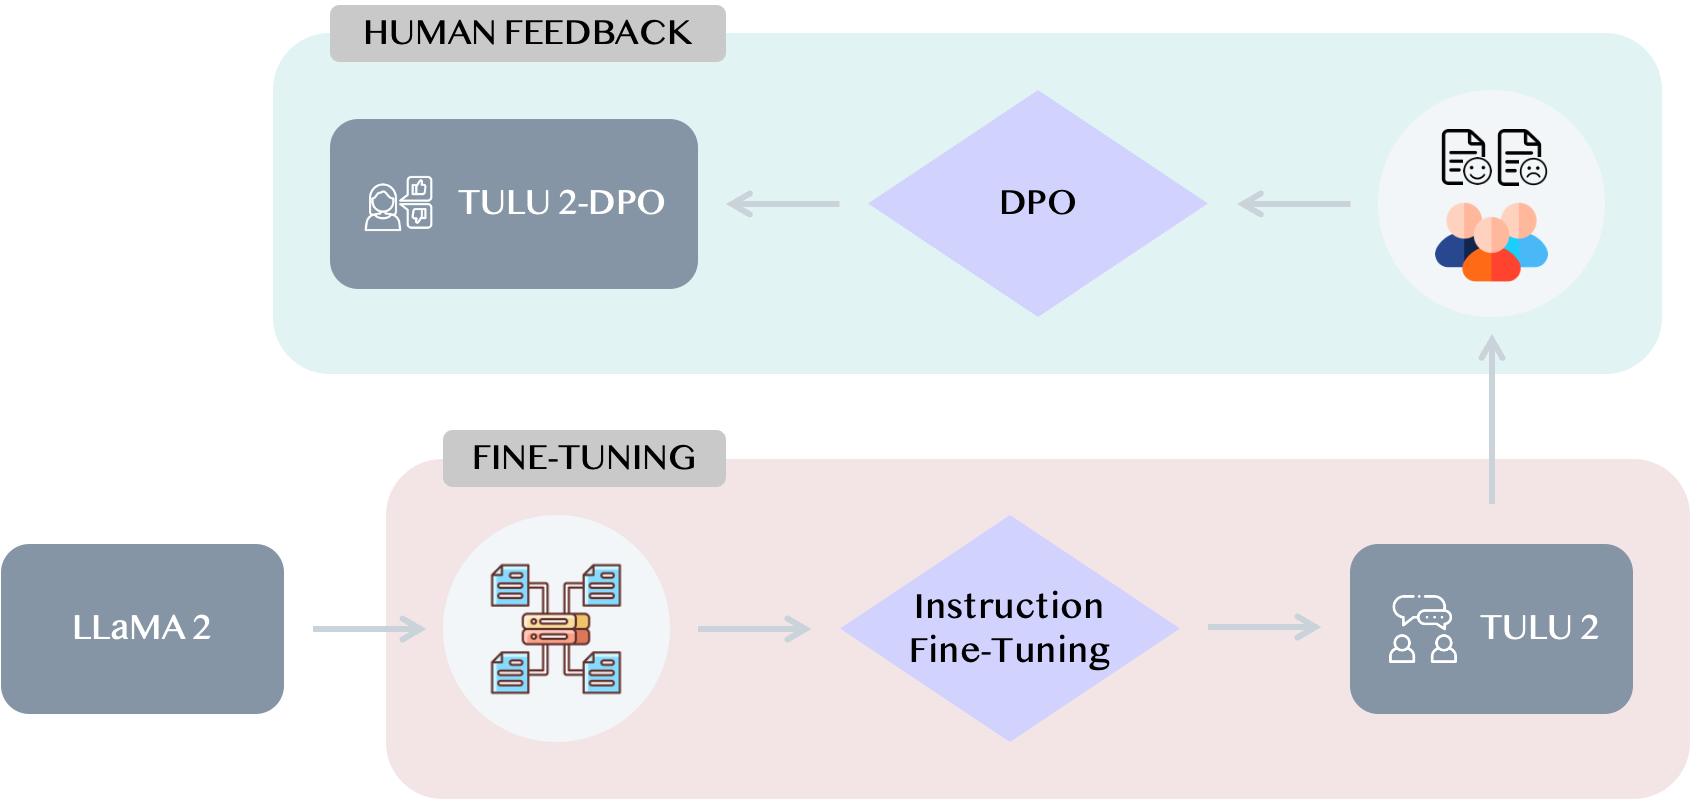 HUMAN FEEDBACK
TULU 2-DPO
DPO
FINE-TUNING
LLaMA 2
Instruction
Fine-Tuning
TULU 2